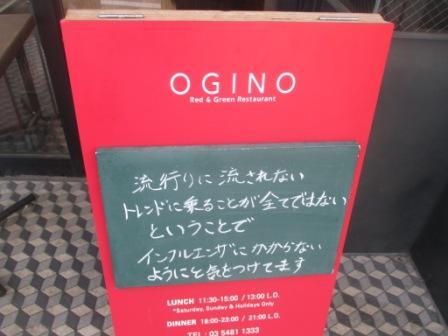 OGINO
Red & Green Restaurant
流行りに流されない
トレンドに乗ることが全てではない
ということで
インフルエンザにかからない
ようにと気をつけてます
LUNCH 11:30-15:00 / 13:00 L.O.
*Saturday, Sunday & Holidays Only
DINNER 18:00-23:00 / 21:00 L.O.
TEL : 03 5481 1333